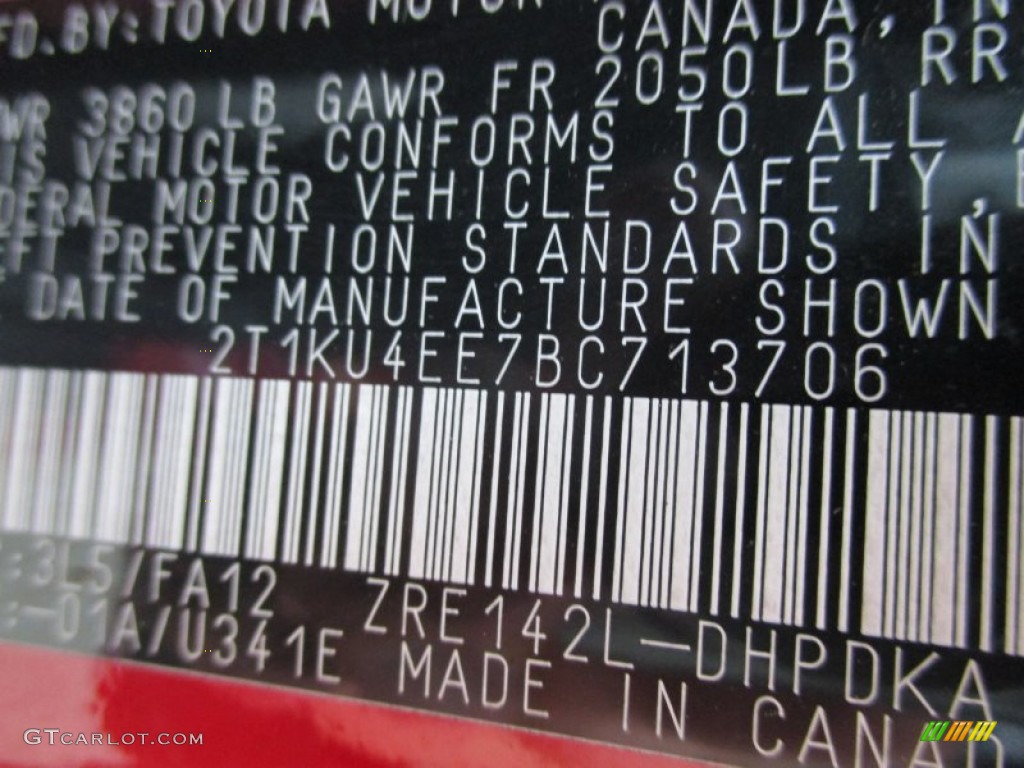 FD. BY: TOYOTA MOTOR
CANADA, IN
WR 3860 LB GAWR FR 2050LB RR
IS VEHICLE CONFORMS TO ALL A
DERAL MOTOR VEHICLE SAFETY,
EFT PREVENTION STANDARDS IN
DATE OF MANUFACTURE SHOWN
2T1KU4EE7BC713706
:3L5/FA12 ZRE142L-DHPDKA
:-01A/0341E MADE IN CANAD
GTCARLOT.COM